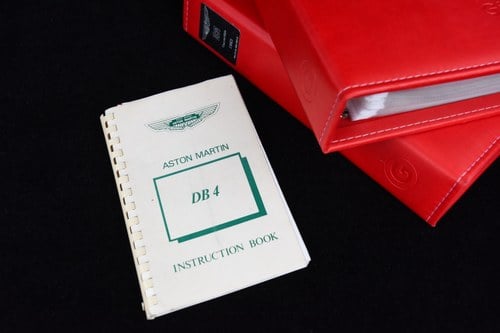 ASTON MARTIN
DB 4
INSTRUCTION BOOK